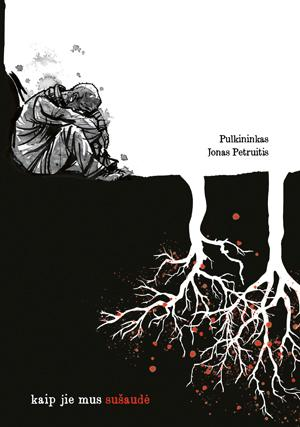 Pulkininkas
Jonas Petruitis
kaip jie mus sušaudė